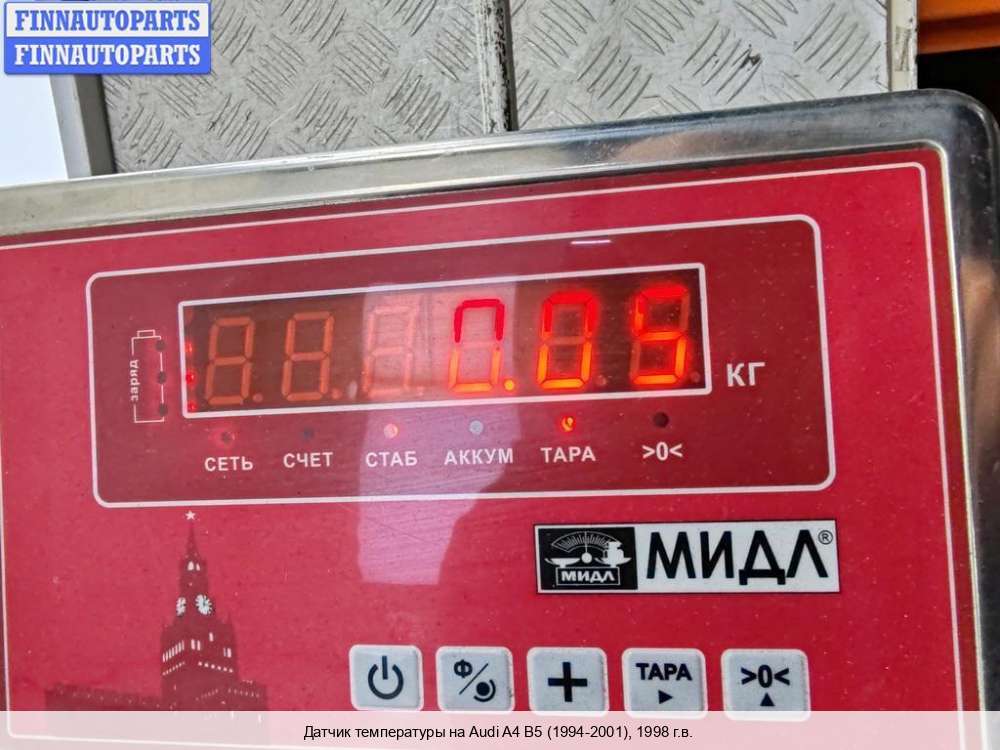 FINNAUTOPARTS
FINNAUTOPARTS
заряд
0.05
КГ
СЕТЬ СЧЕТ СТАБ АККУМ ТАРА >0<
МИДЛ
МИДЛ®
Ф
ТАРА
>0<
Датчик температуры на Audi A4 B5 (1994-2001), 1998 г.в.